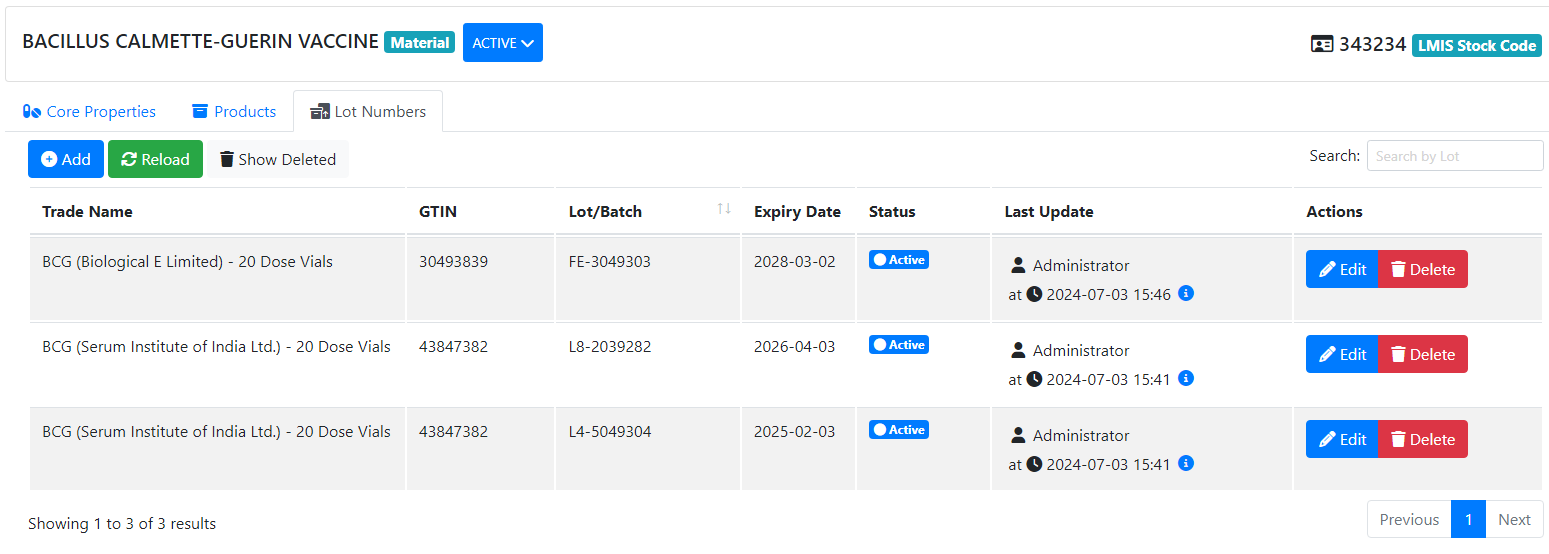 BACILLUS CALMETTE-GUERIN VACCINE Material ACTIVE 343234 LMIS Stock Code
Core Properties Products Lot Numbers
Add Reload Show Deleted Search: Search by Lot
Trade Name GTIN Lot/Batch Expiry Date Status Last Update Actions
BCG (Biological E Limited) - 20 Dose Vials 30493839 FE-3049303 2028-03-02 Active Administrator Edit Delete
at 2024-07-03 15:46
BCG (Serum Institute of India Ltd.) - 20 Dose Vials 43847382 L8-2039282 2026-04-03 Active Administrator Edit Delete
at 2024-07-03 15:41
BCG (Serum Institute of India Ltd.) - 20 Dose Vials 43847382 L4-5049304 2025-02-03 Active Administrator Edit Delete
at 2024-07-03 15:41
Showing 1 to 3 of 3 results Previous 1 Next